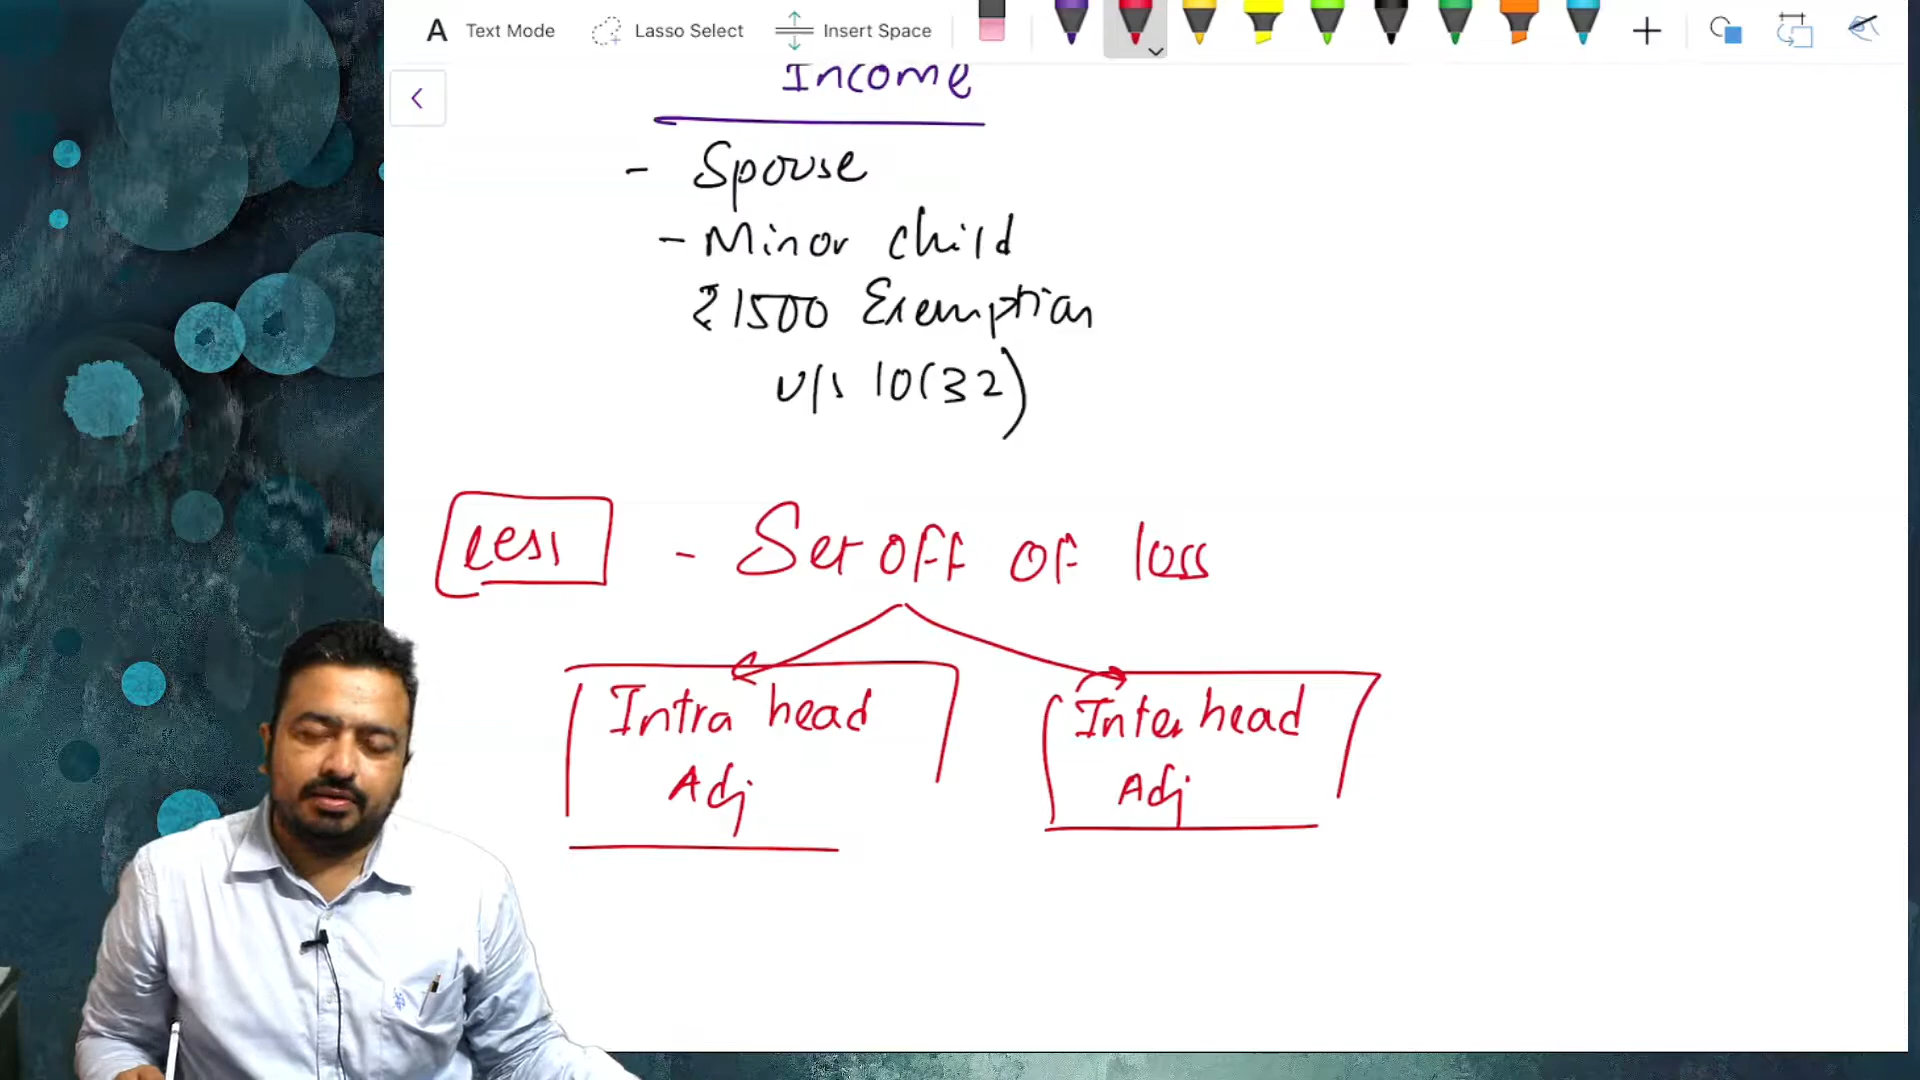 A Text Mode Lasso Select Insert Space
Income
- Spouse
- Minor child
₹1500 Exemption
u/s 10(32)
Less - Set off of loss
Intra head Inter head
Adj Adj